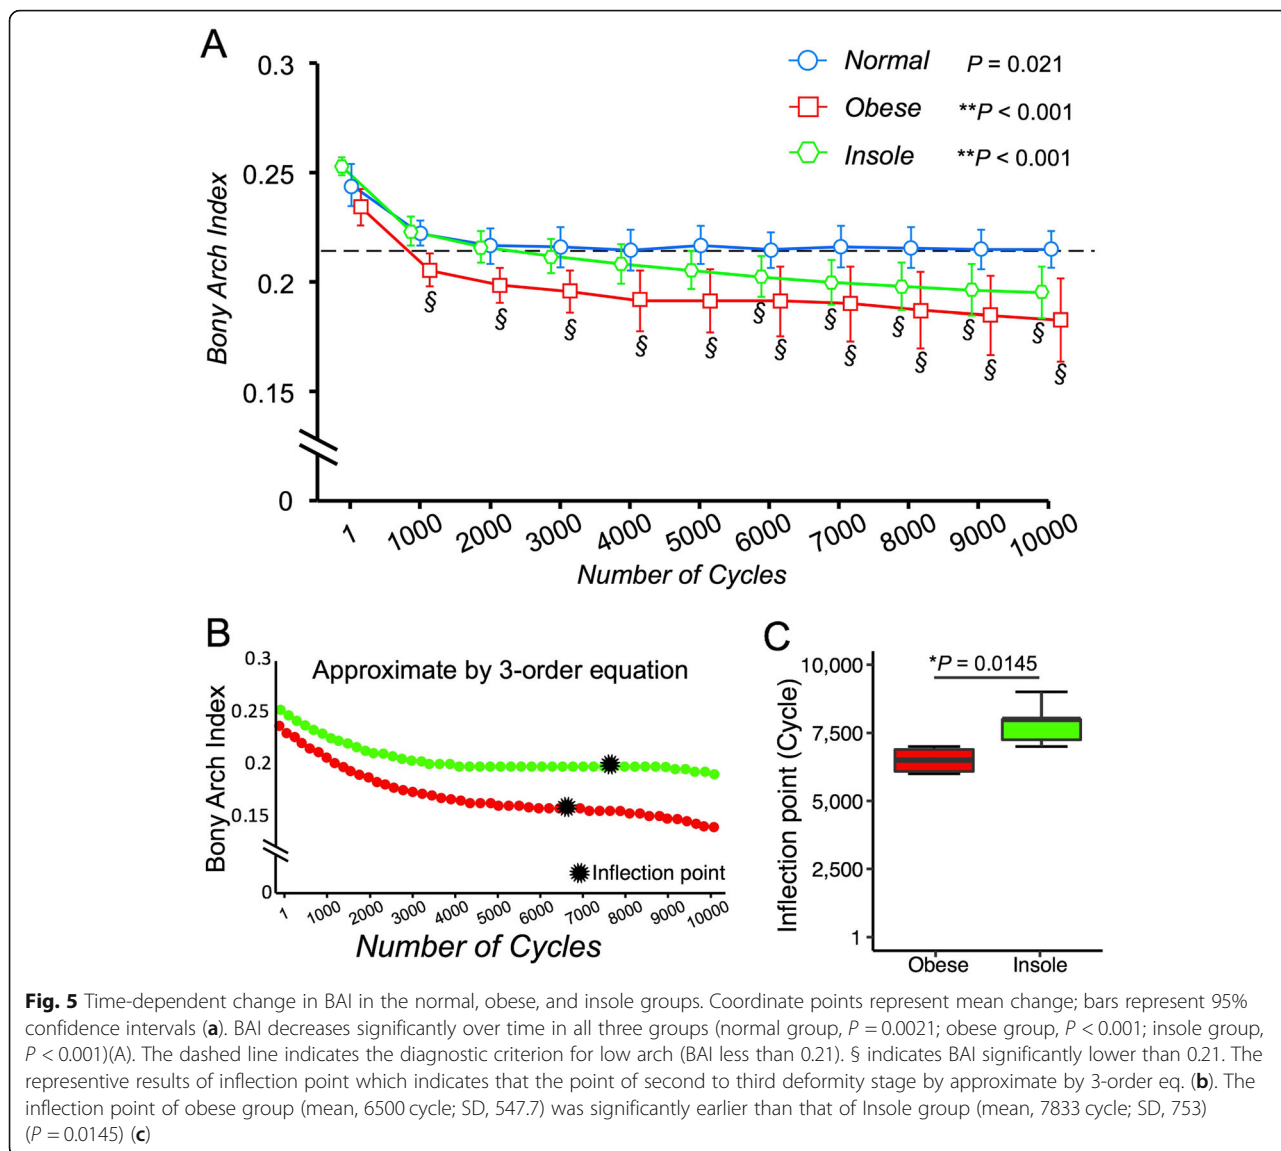 A
0.3
0.25
0.2
0.15
0
Bony Arch Index
Normal P = 0.021
Obese **P < 0.001
Insole **P < 0.001
§ § § § § § § § § §
§ § § § §
1 1000 2000 3000 4000 5000 6000 7000 8000 9000 10000
Number of Cycles
B
Approximate by 3-order equation
0.3
0.25
0.2
0.15
0
Bony Arch Index
Inflection point
1 1000 2000 3000 4000 5000 6000 7000 8000 9000 10000
Number of Cycles
C
*P = 0.0145
10,000
7,500
5,000
2,500
1
Inflection point (Cycle)
Obese Insole
Fig. 5 Time-dependent change in BAI in the normal, obese, and insole groups. Coordinate points represent mean change; bars represent 95%
confidence intervals (a). BAI decreases significantly over time in all three groups (normal group, P = 0.0021; obese group, P < 0.001; insole group,
P < 0.001)(A). The dashed line indicates the diagnostic criterion for low arch (BAI less than 0.21). § indicates BAI significantly lower than 0.21. The
representive results of inflection point which indicates that the point of second to third deformity stage by approximate by 3-order eq. (b). The
inflection point of obese group (mean, 6500 cycle; SD, 547.7) was significantly earlier than that of Insole group (mean, 7833 cycle; SD, 753)
(P = 0.0145) (c)